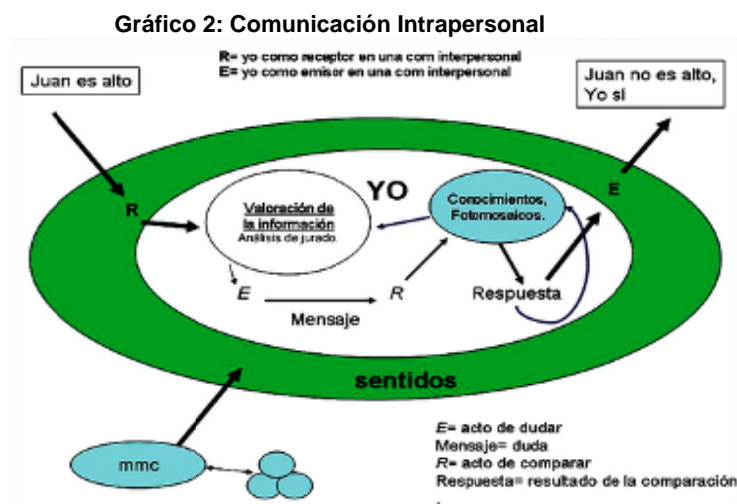 Gráfico 2: Comunicación Intrapersonal
R= yo como receptor en una com interpersonal
E= yo como emisor en una com interpersonal
Juan es alto
Juan no es alto,
Yo sí
R
YO
E
Valoración de
la información
Análisis de jurado.
Conocimientos,
Fotomosaicos.
E
R
Mensaje
Respuesta
sentidos
mmc
E= acto de dudar
Mensaje= duda
R= acto de comparar
Respuesta= resultado de la comparación